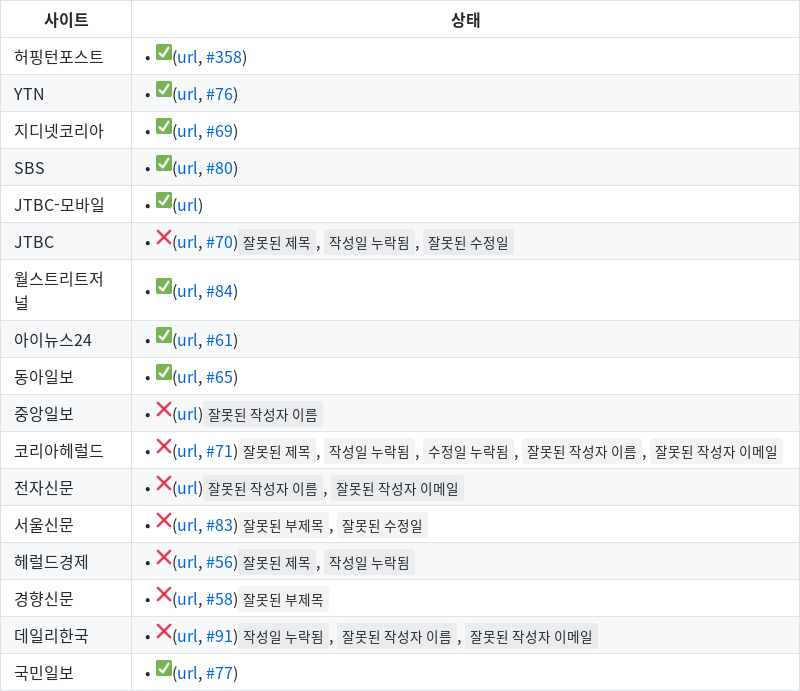 사이트 상태
허핑턴포스트 • ✅(url, #358)
YTN • ✅(url, #76)
지디넷코리아 • ✅(url, #69)
SBS • ✅(url, #80)
JTBC-모바일 • ✅(url)
JTBC • ❌(url, #70) 잘못된 제목 , 작성일 누락됨 , 잘못된 수정일
월스트리트저
널 • ✅(url, #84)
아이뉴스24 • ✅(url, #61)
동아일보 • ✅(url, #65)
중앙일보 • ❌(url) 잘못된 작성자 이름
코리아헤럴드 • ❌(url, #71) 잘못된 제목 , 작성일 누락됨 , 수정일 누락됨 , 잘못된 작성자 이름 , 잘못된 작성자 이메일
전자신문 • ❌(url) 잘못된 작성자 이름 , 잘못된 작성자 이메일
서울신문 • ❌(url, #83) 잘못된 부제목 , 잘못된 수정일
헤럴드경제 • ❌(url, #56) 잘못된 제목 , 작성일 누락됨
경향신문 • ❌(url, #58) 잘못된 부제목
데일리한국 • ❌(url, #91) 작성일 누락됨 , 잘못된 작성자 이름 , 잘못된 작성자 이메일
국민일보 • ✅(url, #77)